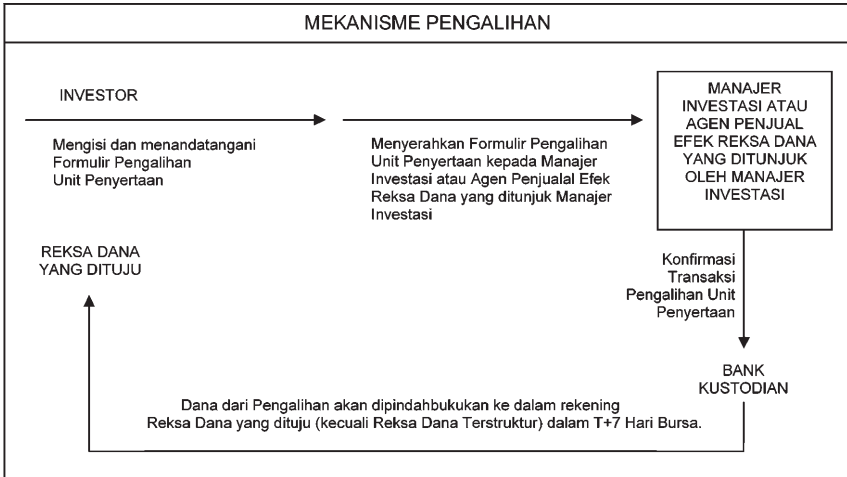 MEKANISME PENGALIHAN
INVESTOR
Mengisi dan menandatangani
Formulir Pengalihan
Unit Penyertaan
Menyerahkan Formulir Pengalihan
Unit Penyertaan kepada Manajer
Investasi atau Agen Penjualal Efek
Reksa Dana yang ditunjuk Manajer
Investasi
MANAJER
INVESTASI ATAU
AGEN PENJUAL
EFEK REKSA DANA
YANG DITUNJUK
OLEH MANAJER
INVESTASI
Konfirmasi
Transaksi
Pengalihan Unit
Penyertaan
BANK
KUSTODIAN
Dana dari Pengalihan akan dipindahbukukan ke dalam rekening
Reksa Dana yang dituju (kecuali Reksa Dana Terstruktur) dalam T+7 Hari Bursa.
REKSA DANA
YANG DITUJU